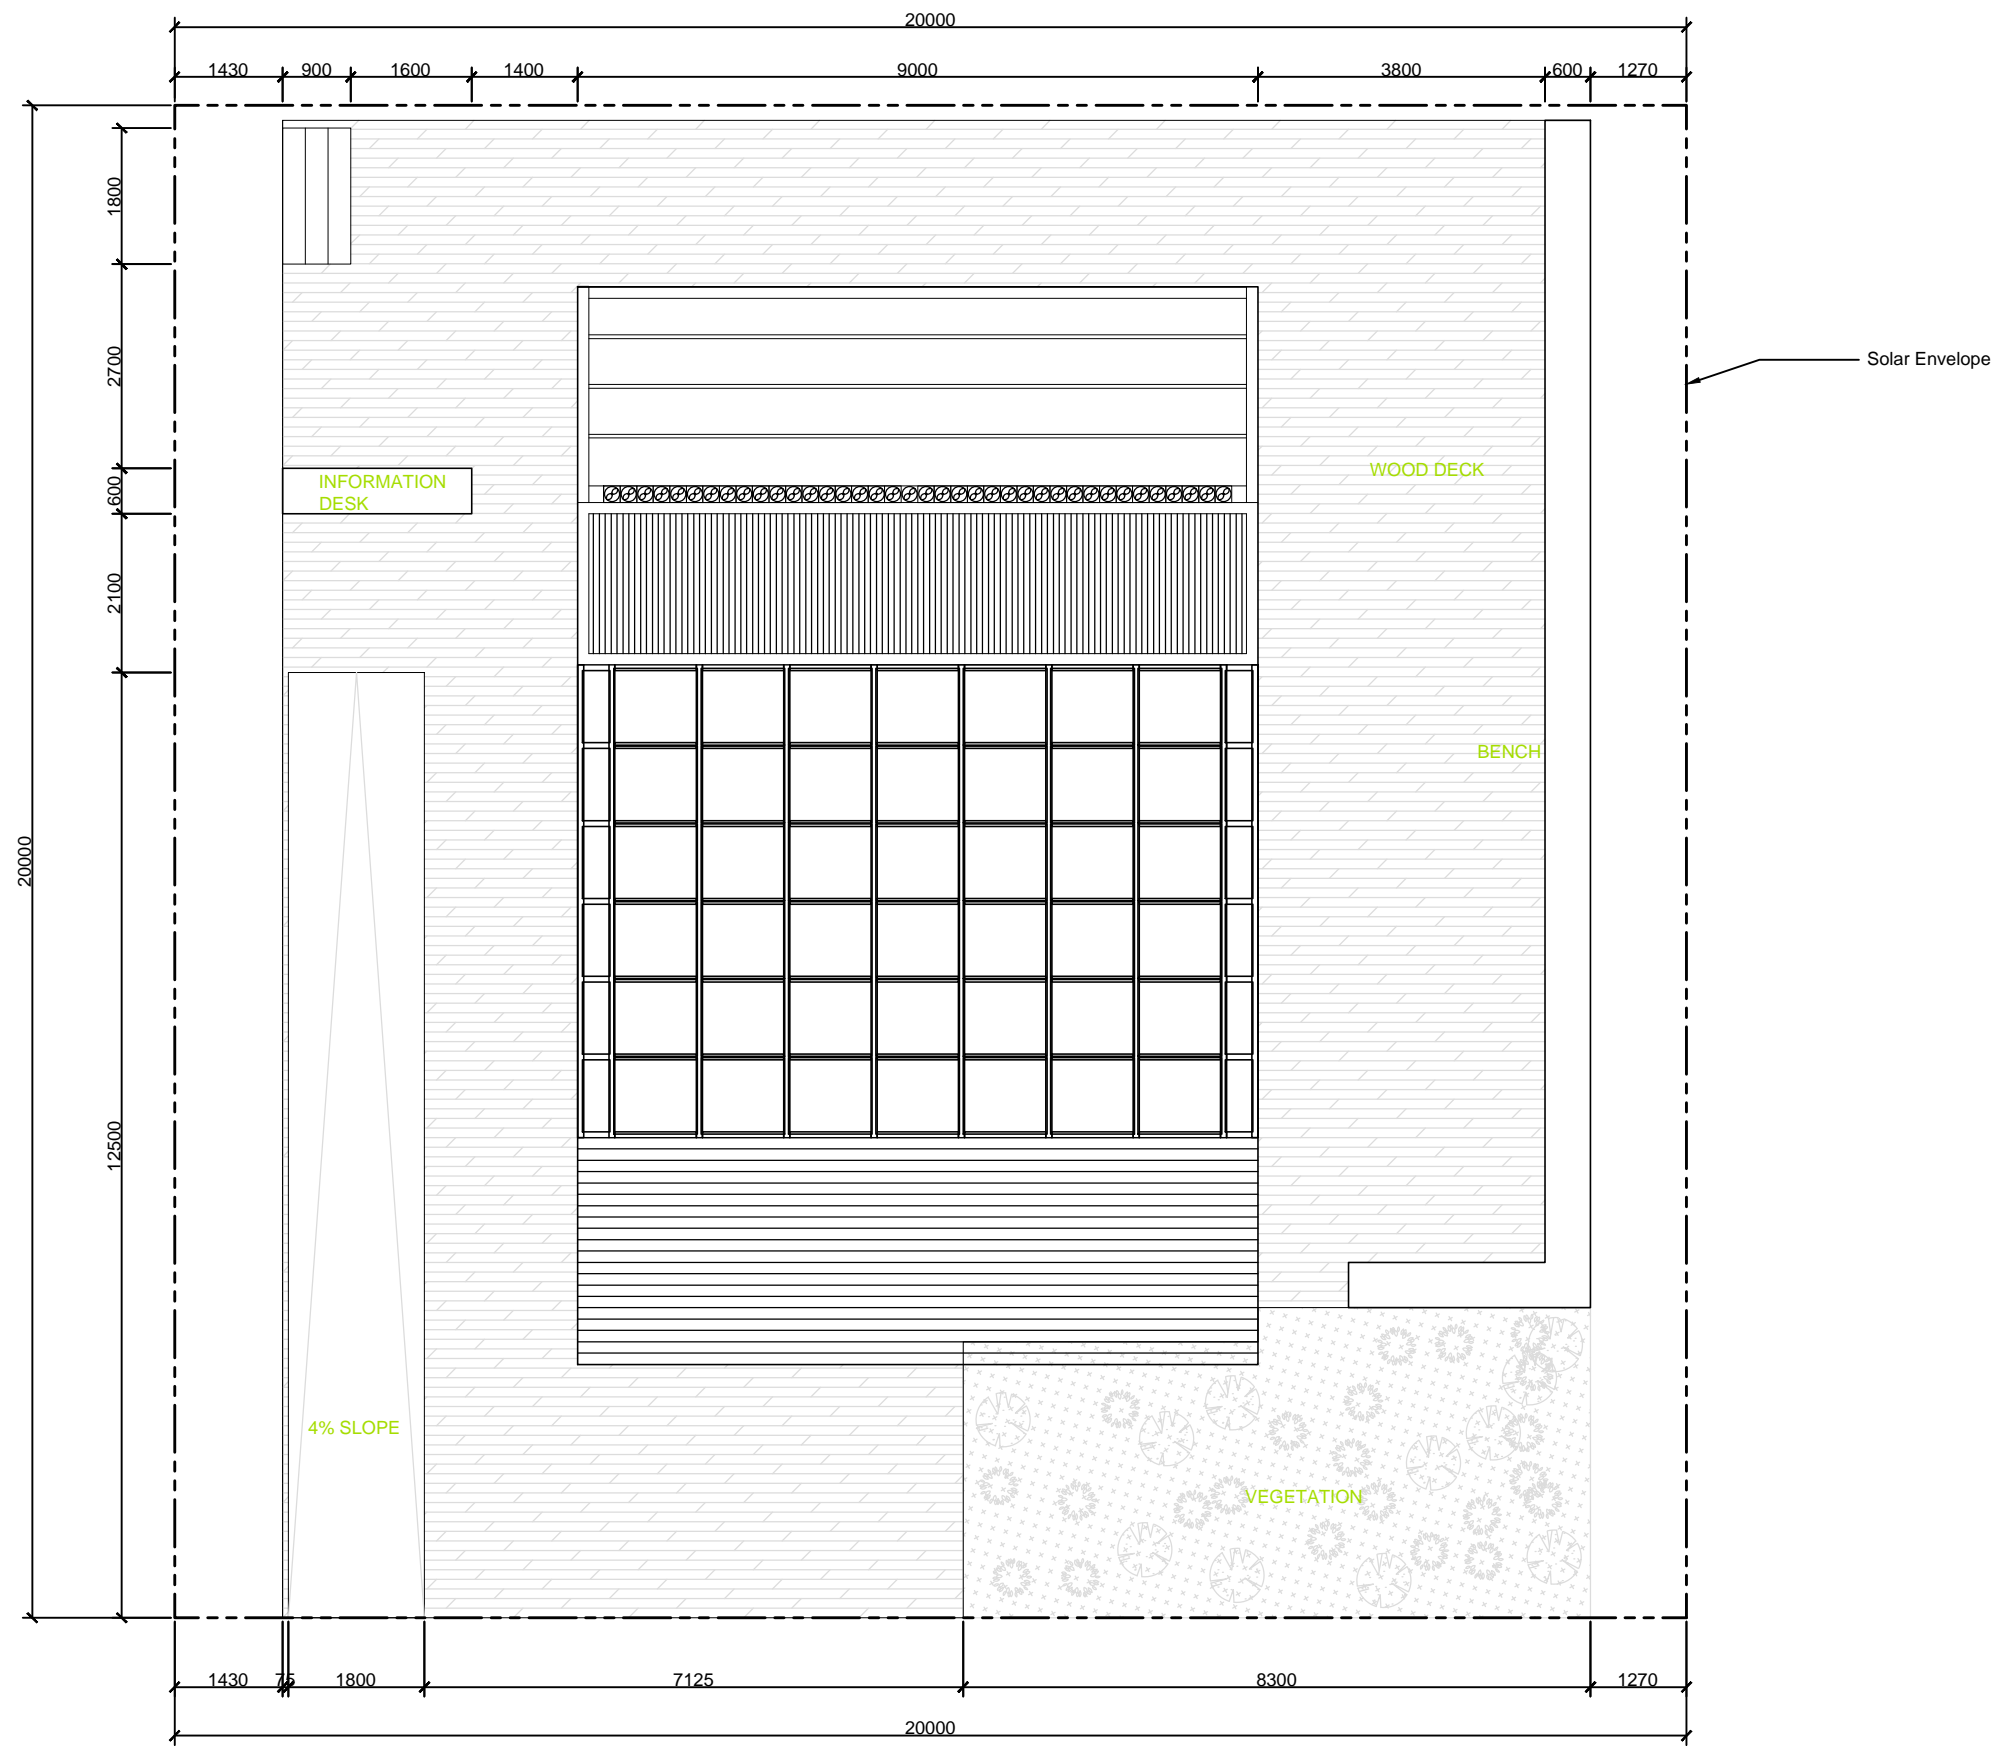 20000
1430 900 1600 1400 9000 3800 600 1270
1800
2700
Solar Envelope
600
INFORMATION
DESK
WOOD DECK
2100
BENCH
20000
12500
4% SLOPE
VEGETATION
1430 75 1800 7125 8300 1270
20000